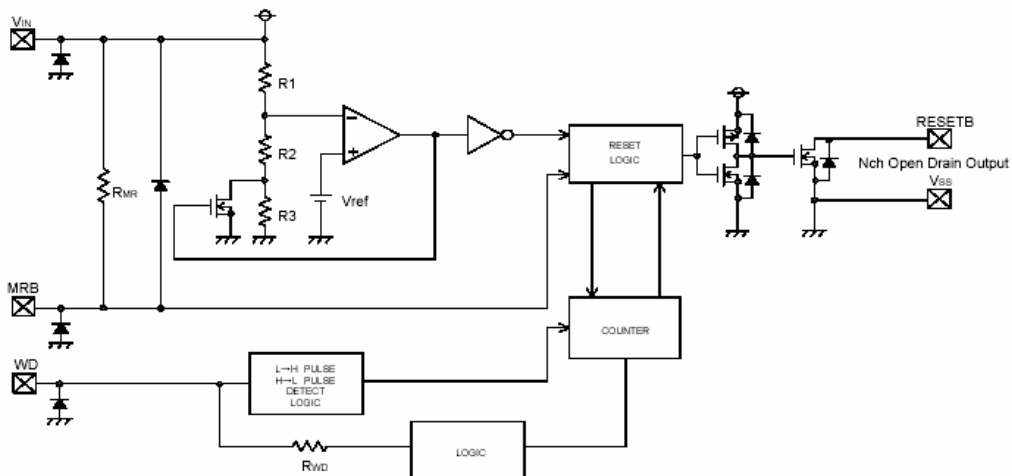 VIN
R1
R2
R3
RMR
Vref
−
+
RESET
LOGIC
RESETB
Nch Open Drain Output
VSS
MRB
COUNTER
WD
L→H PULSE
H→L PULSE
DETECT
LOGIC
RWD
LOGIC